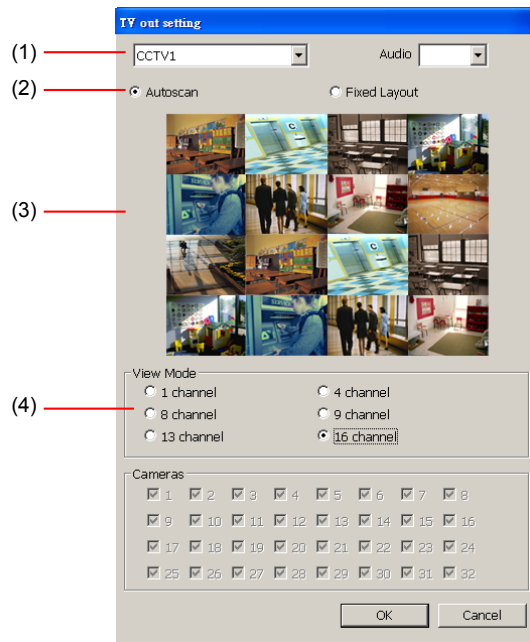 TV out setting
(1) CCTV1 Audio
(2) Autoscan Fixed Layout
(3)
View Mode
1 channel 4 channel
(4) 8 channel 9 channel
13 channel 16 channel
Cameras
1 2 3 4 5 6 7 8
9 10 11 12 13 14 15 16
17 18 19 20 21 22 23 24
25 26 27 28 29 30 31 32
OK Cancel